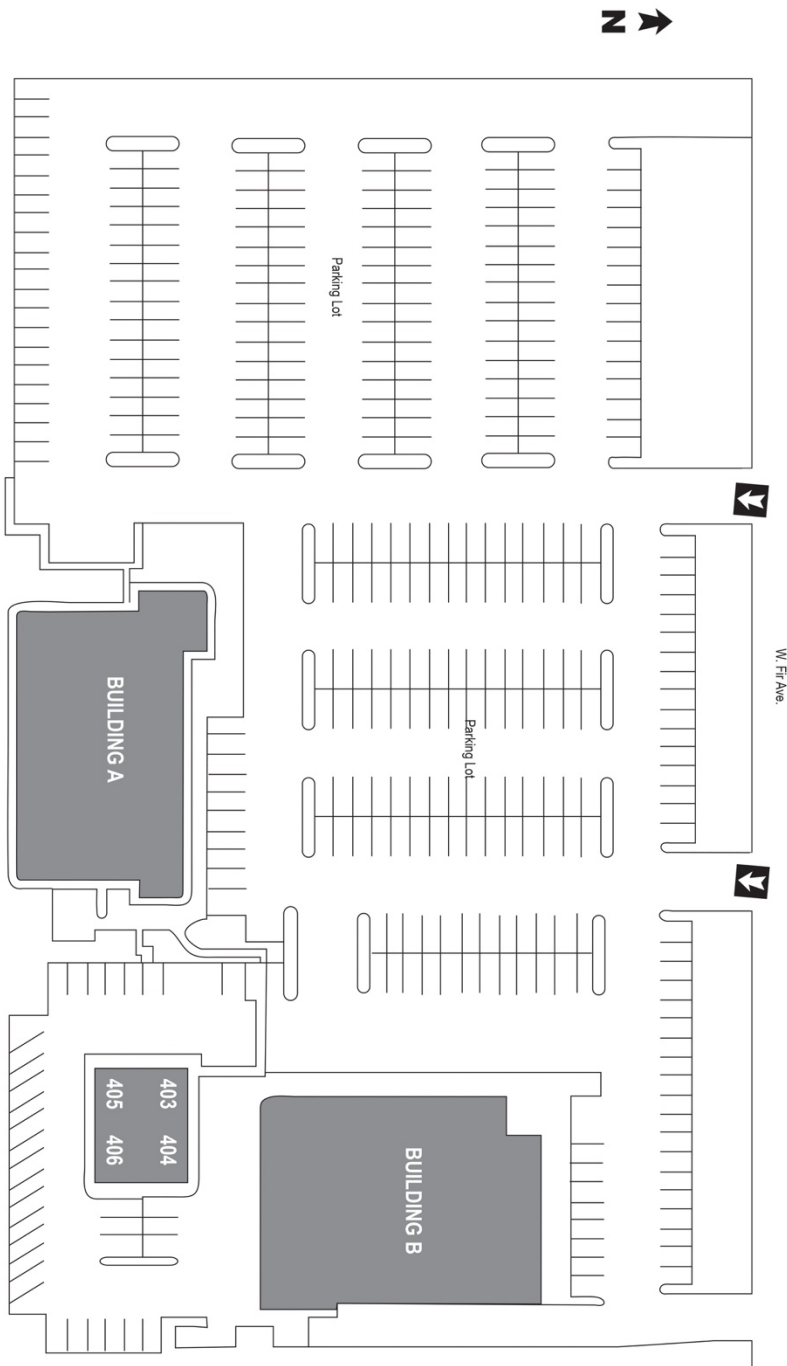 N
W. Fir Ave.
Parking Lot
Parking Lot
BUILDING A
BUILDING B
403 404
405 406